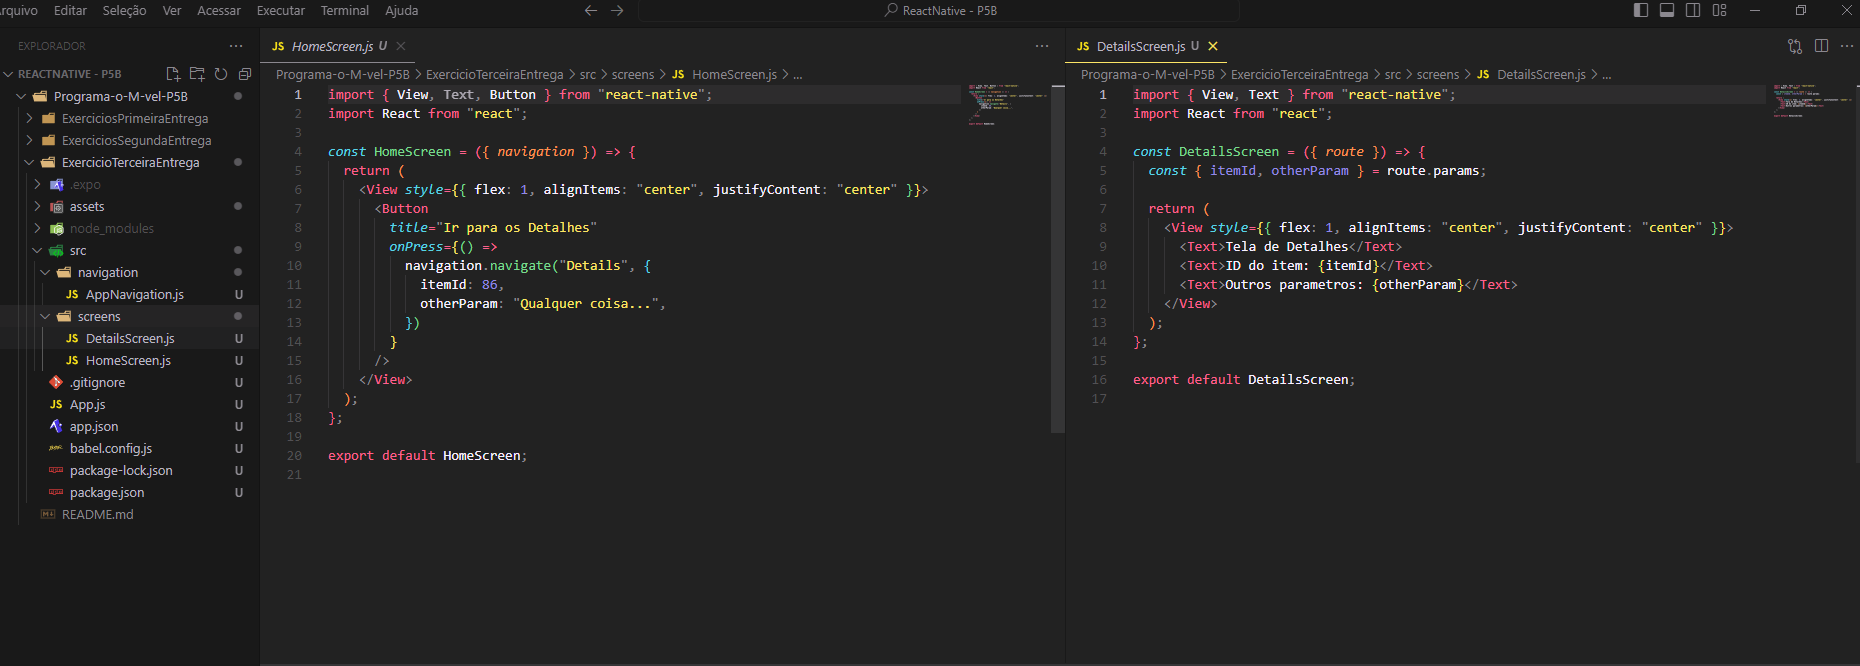 rquivo Editar Seleção Ver Acessar Executar Terminal Ajuda
ReactNative - P5B
EXPLORADOR
REACTNATIVE - P5B
Programa-o-M-vel-P5B
ExerciciosPrimeiraEntrega
ExerciciosSegundaEntrega
ExercicioTerceiraEntrega
.expo
assets
node_modules
src
navigation
JS AppNavigation.js U
screens
JS DetailsScreen.js U
JS HomeScreen.js U
.gitignore U
JS App.js U
app.json U
babel.config.js U
package-lock.json U
package.json U
README.md
JS HomeScreen.js U
Programa-o-M-vel-P5B > ExercicioTerceiraEntrega > src > screens > JS HomeScreen.js > ...
1 import { View, Text, Button } from "react-native";
2 import React from "react";
3
4 const HomeScreen = ({ navigation }) => {
5 return (
6 <View style={{ flex: 1, alignItems: "center", justifyContent: "center" }}>
7 <Button
8 title="Ir para os Detalhes"
9 onPress={() =>
10 navigation.navigate("Details", {
11 itemId: 86,
12 otherParam: "Qualquer coisa...",
13 })
14 }
15 />
16 </View>
17 );
18 };
19
20 export default HomeScreen;
21
JS DetailsScreen.js U
Programa-o-M-vel-P5B > ExercicioTerceiraEntrega > src > screens > JS DetailsScreen.js > ...
1 import { View, Text } from "react-native";
2 import React from "react";
3
4 const DetailsScreen = ({ route }) => {
5 const { itemId, otherParam } = route.params;
6
7 return (
8 <View style={{ flex: 1, alignItems: "center", justifyContent: "center" }}>
9 <Text>Tela de Detalhes</Text>
10 <Text>ID do item: {itemId}</Text>
11 <Text>Outros parametros: {otherParam}</Text>
12 </View>
13 );
14 };
15
16 export default DetailsScreen;
17